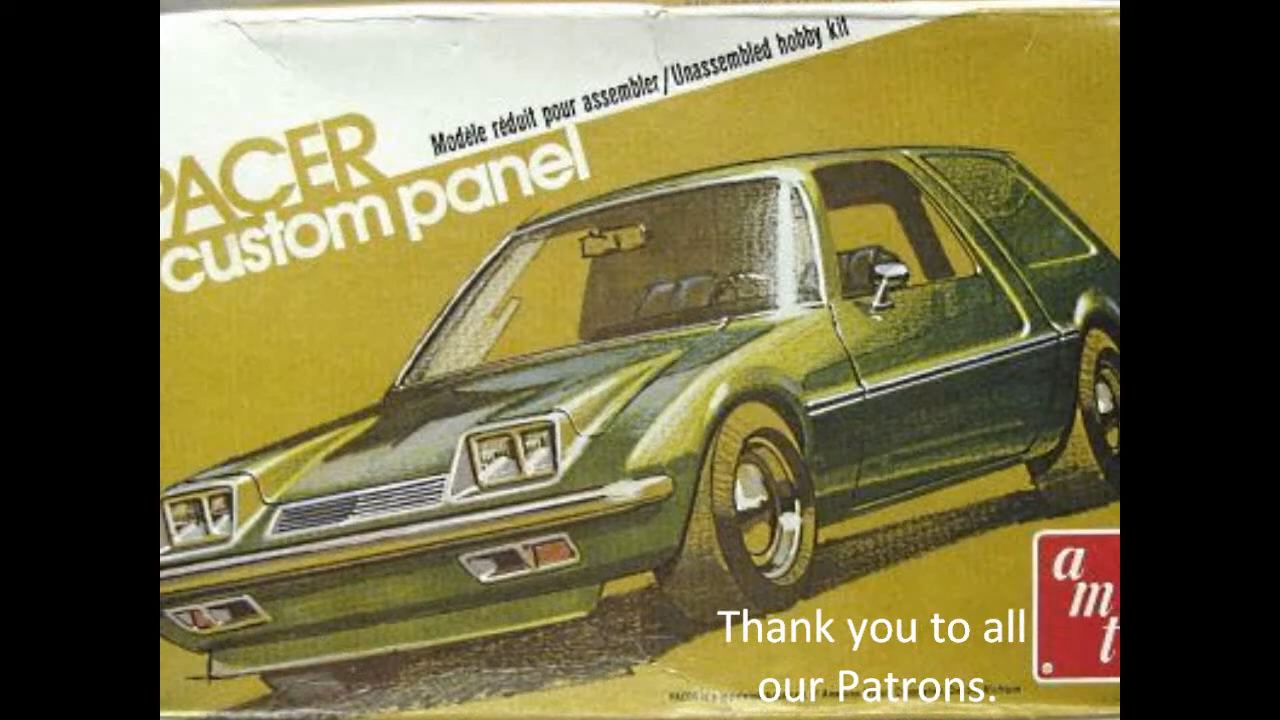 Modèle réduit pour assembler/Unassembled hobby kit
PACER
custom panel
amt
Thank you to all
our Patrons.